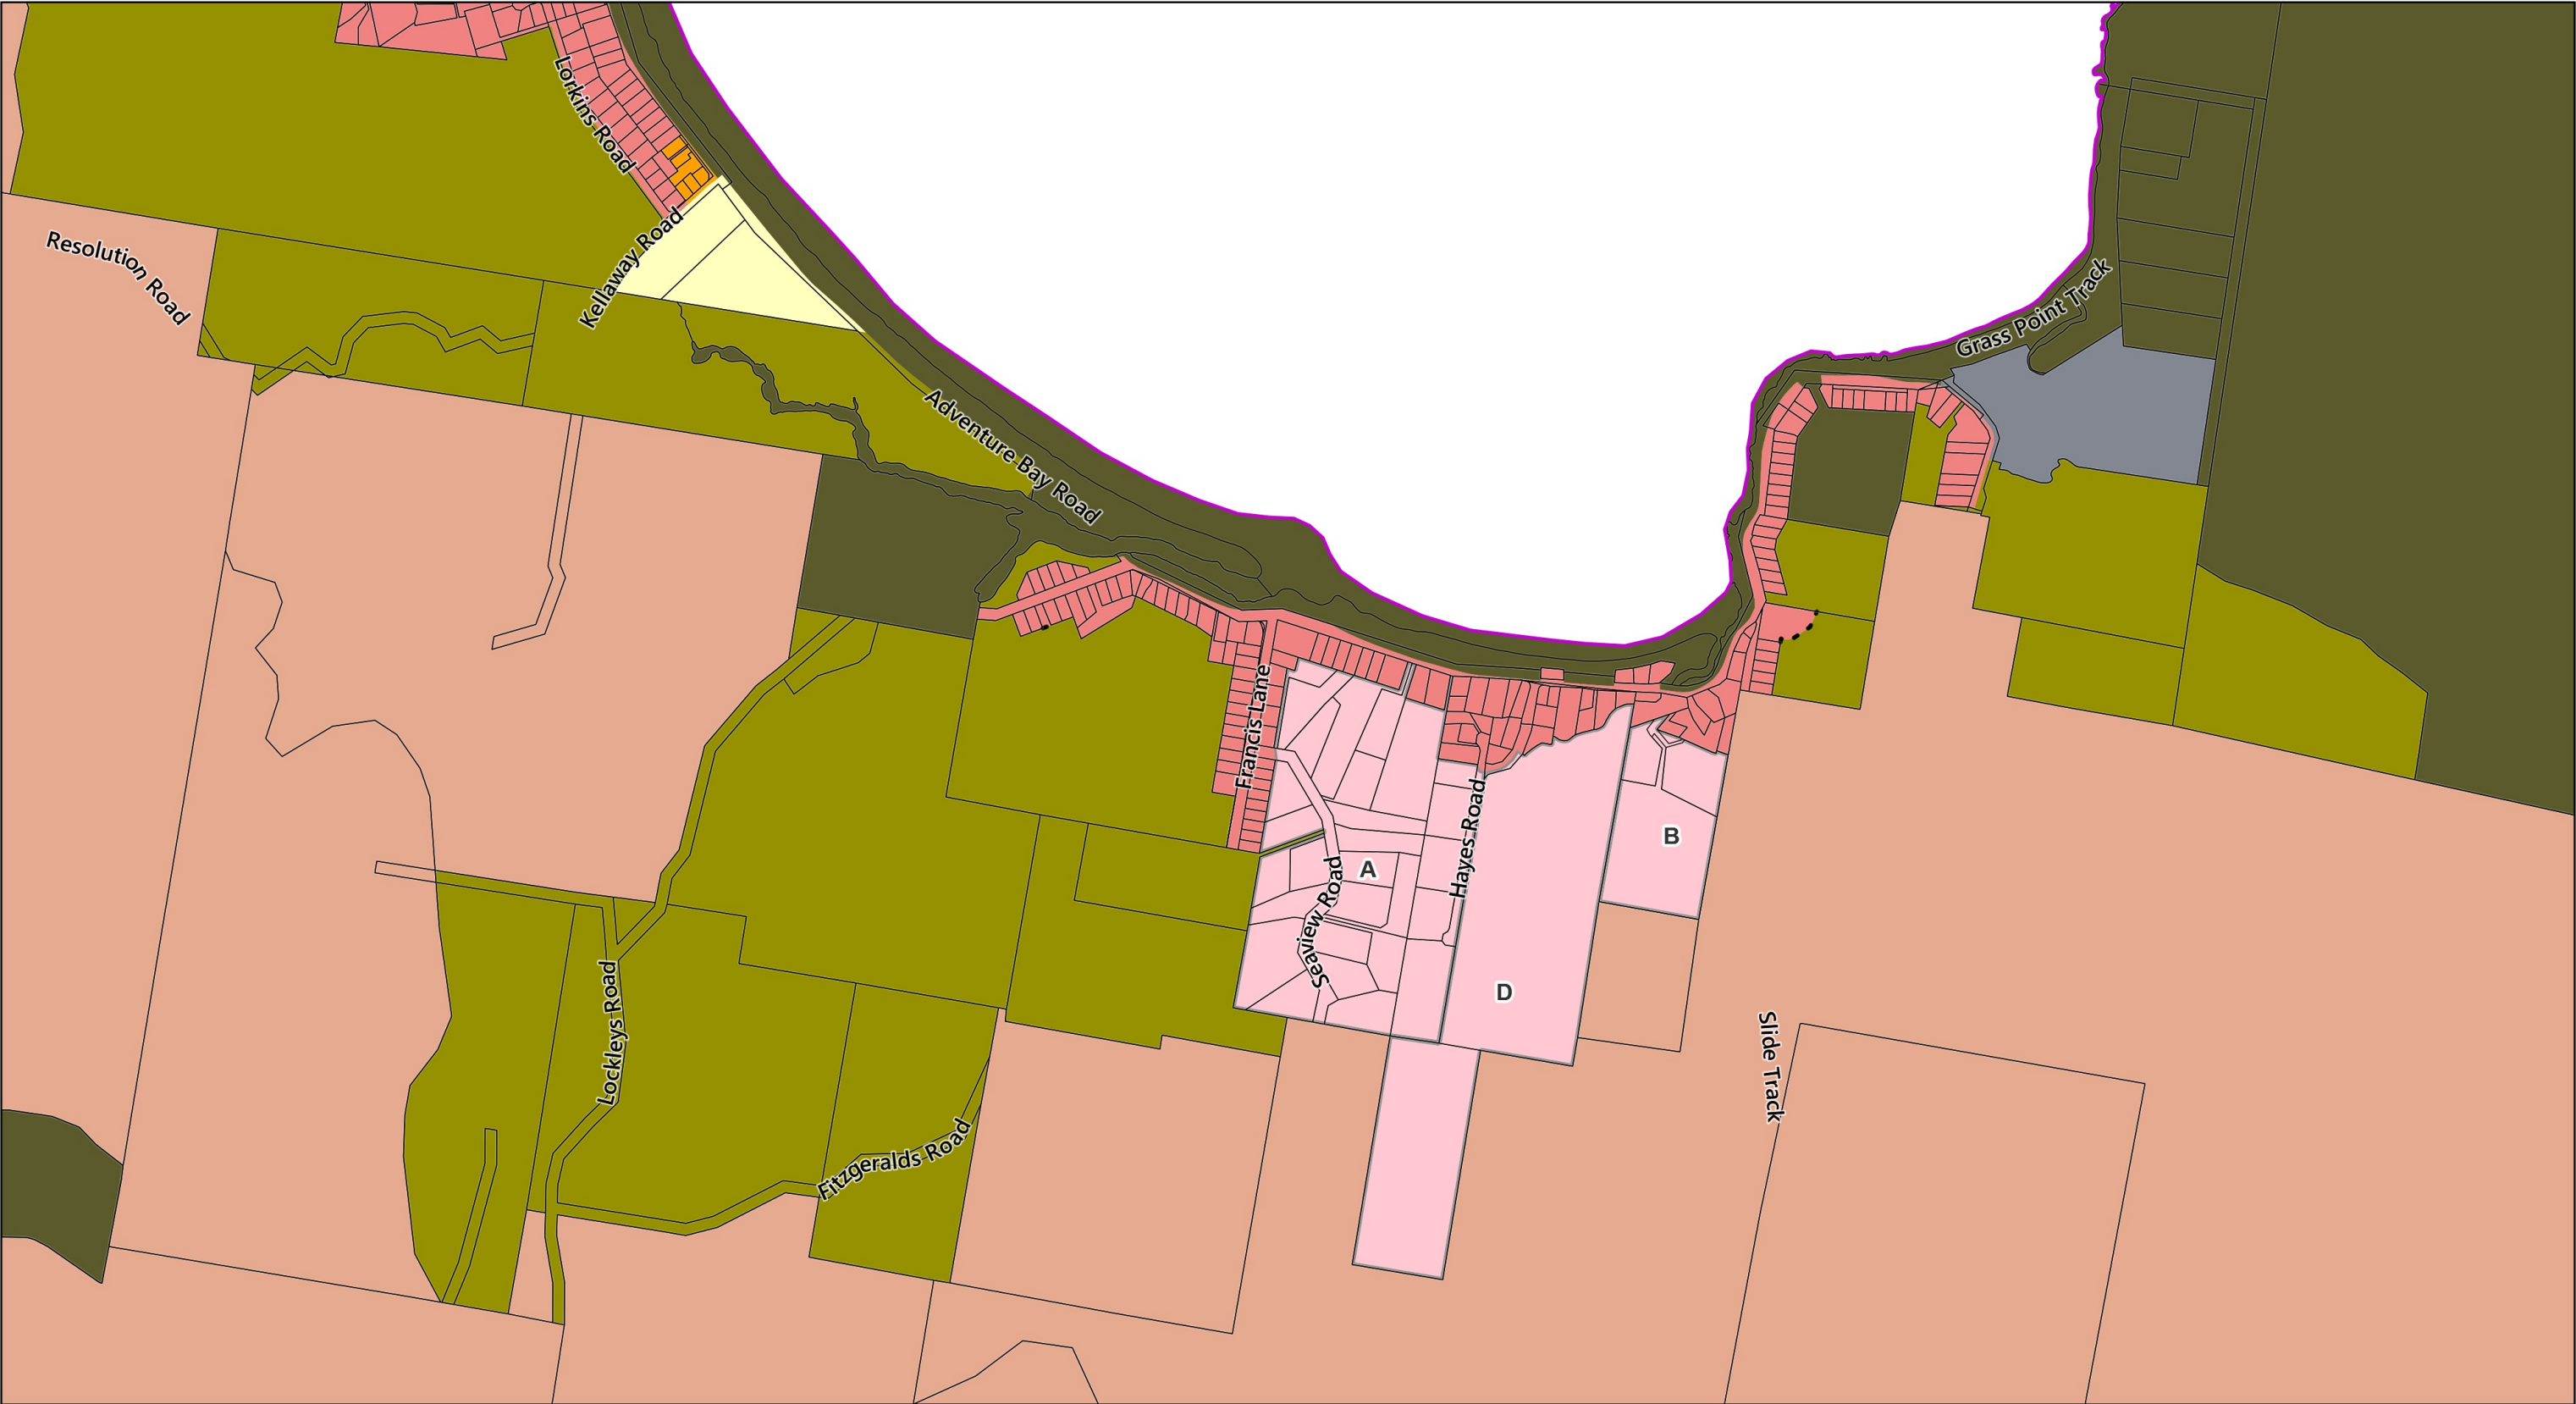 Lorkins Road
Kellaway Road
Resolution Road
Grass Point Track
Adventure Bay Road
Francis Lane
Hayes Road
B
A
Seaview Road
D
Lockleys Road
Slide Track
Fitzgeralds Road